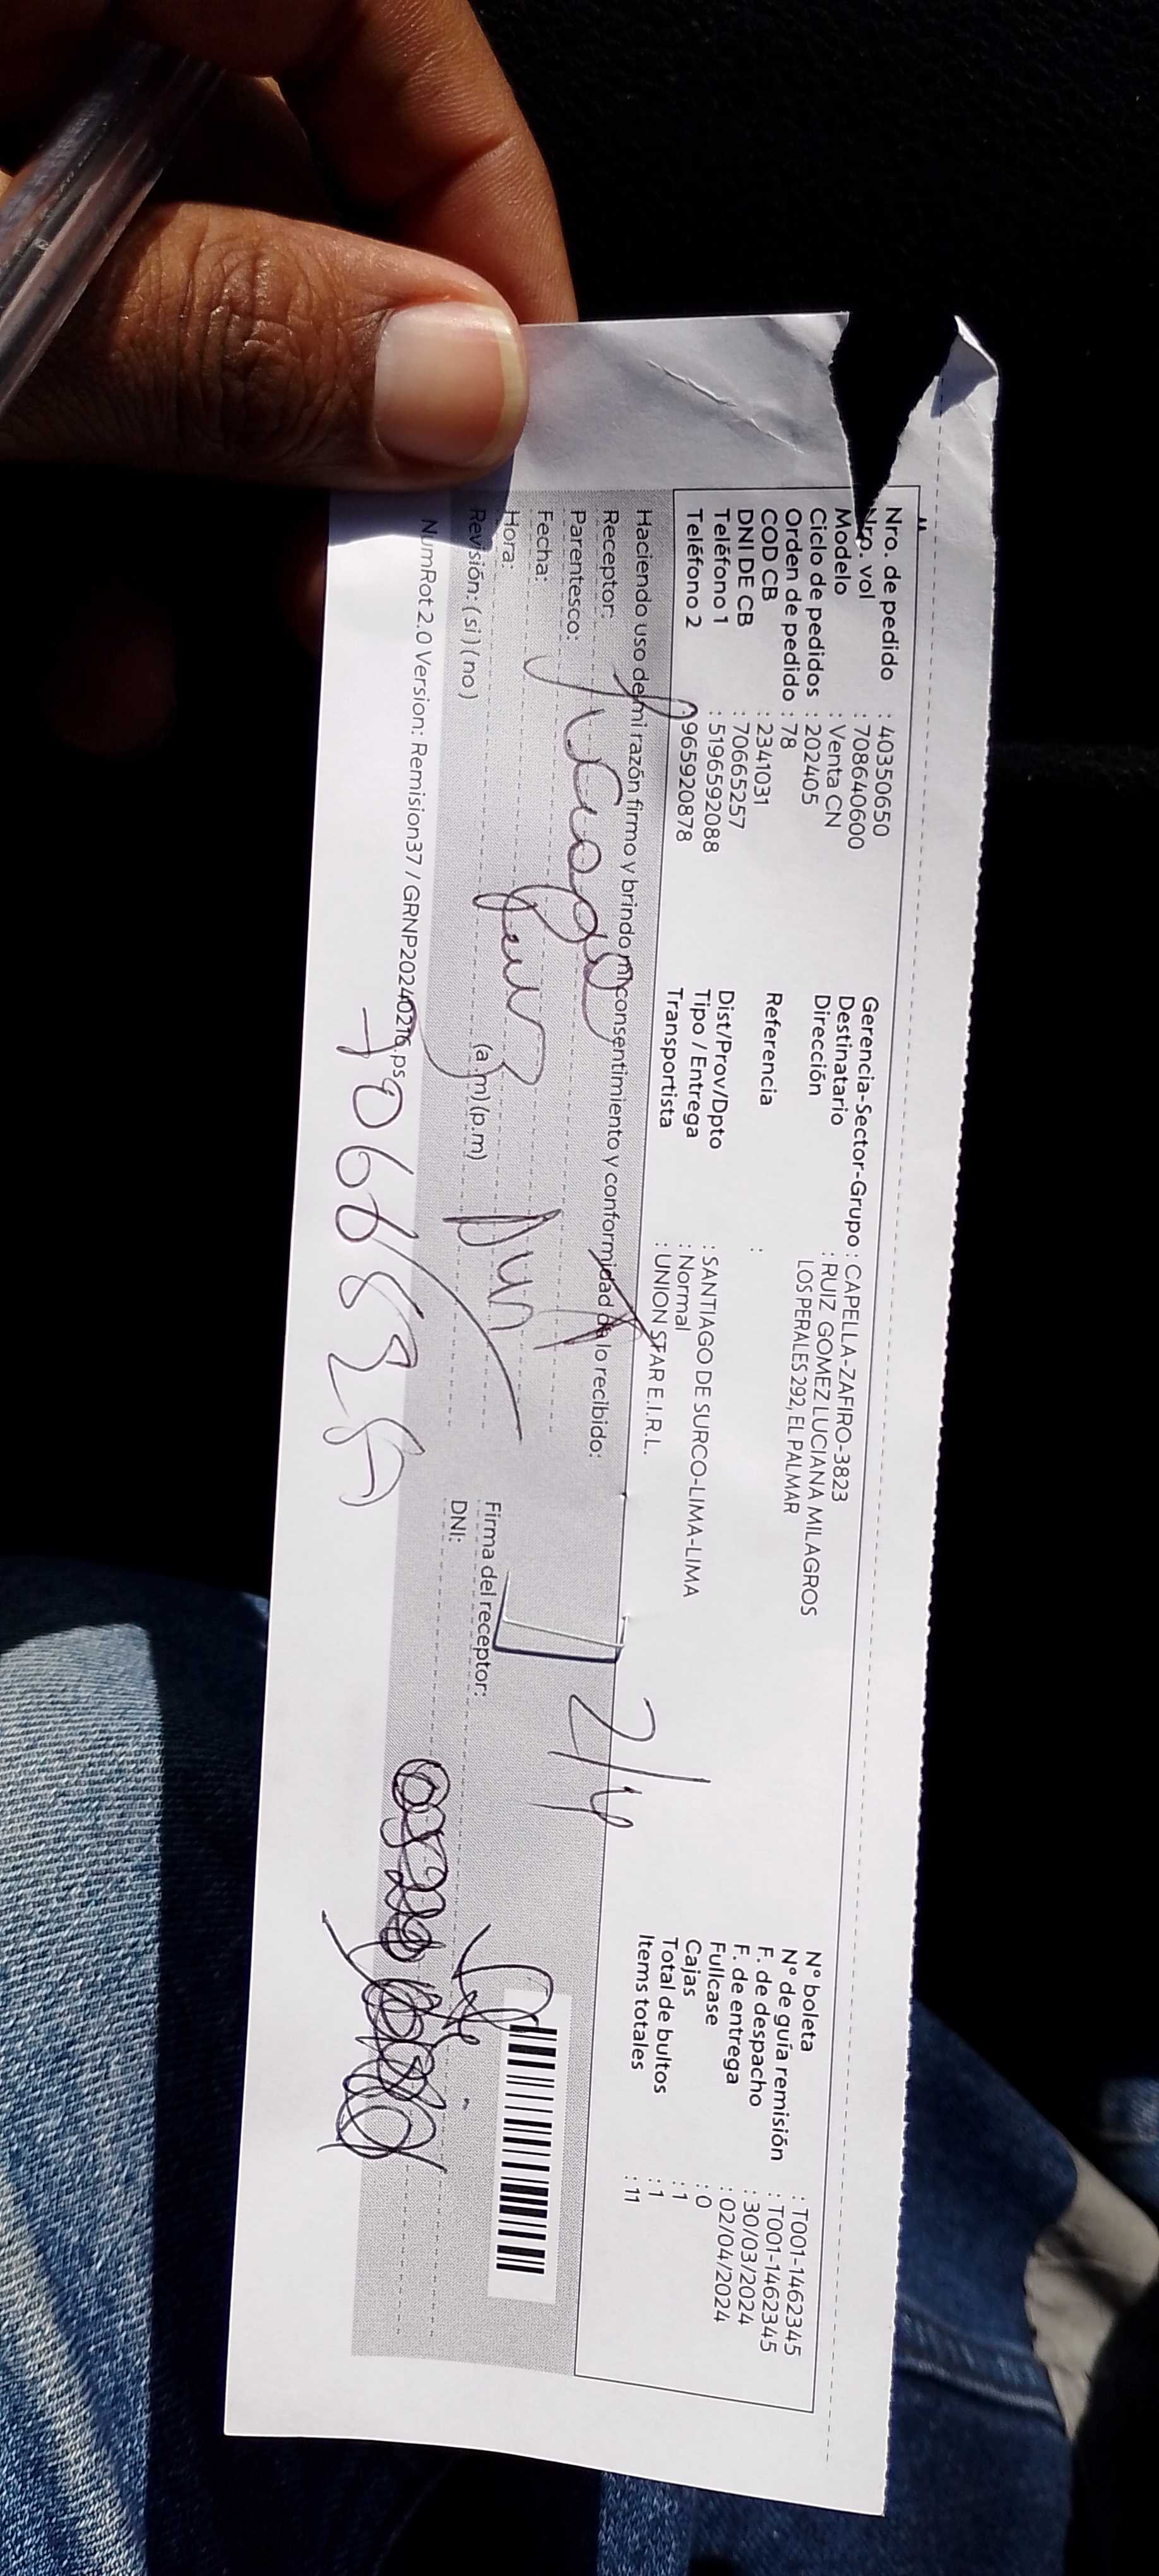 Nro. de pedido : 40350650
Nro. vol : 708640600
Modelo : Venta CN
Ciclo de pedidos : 202405
Orden de pedido : 78
COD CB : 2341031
DNI DE CB : 70665257
Teléfono 1 : 5196592088
Teléfono 2 : 965920878
Gerencia-Sector-Grupo : CAPELLA-ZAFIRO-3823
Destinatario : RUIZ GOMEZ LUCIANA MILAGROS
Dirección LOS PERALES 292, EL PALMAR
Referencia :
Dist/Prov/Dpto : SANTIAGO DE SURCO-LIMA-LIMA
Tipo / Entrega : Normal
Transportista : UNION STAR E.I.R.L.
N° boleta : T001-1462345
N° de guía remisión : T001-1462345
F. de despacho : 30/03/2024
F. de entrega : 02/04/2024
Fullcase : 0
Cajas : 1
Total de bultos : 1
Items totales : 11
Haciendo uso de mi razón firmo y brindo mi consentimiento y conformidad de lo recibido:
Receptor:
Parentesco:
Fecha:
2/4
Hora: (a.m) (p.m)
Firma del receptor:
Revisión: (si) (no)
DNI:
NumRot 2.0 Version: Remision37 / GRNP20240216.ps